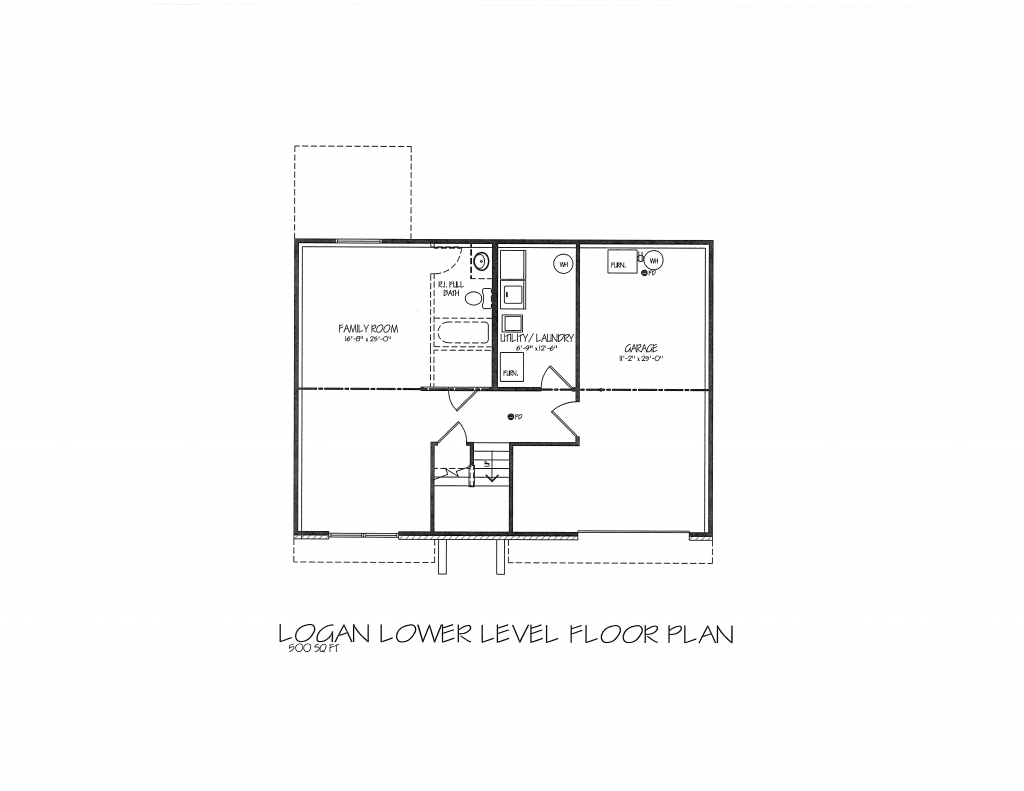 R.I. FULL
BATH
FAMILY ROOM
16'-8" x 25'-0"
WH
UTILITY/ LAUNDRY
6'-9" x 12'-6"
FURN.
FURN.
WH
FD
GARAGE
11'-2" x 25'-0"
FD
UP
LOGAN LOWER LEVEL FLOOR PLAN
500 SQ FT